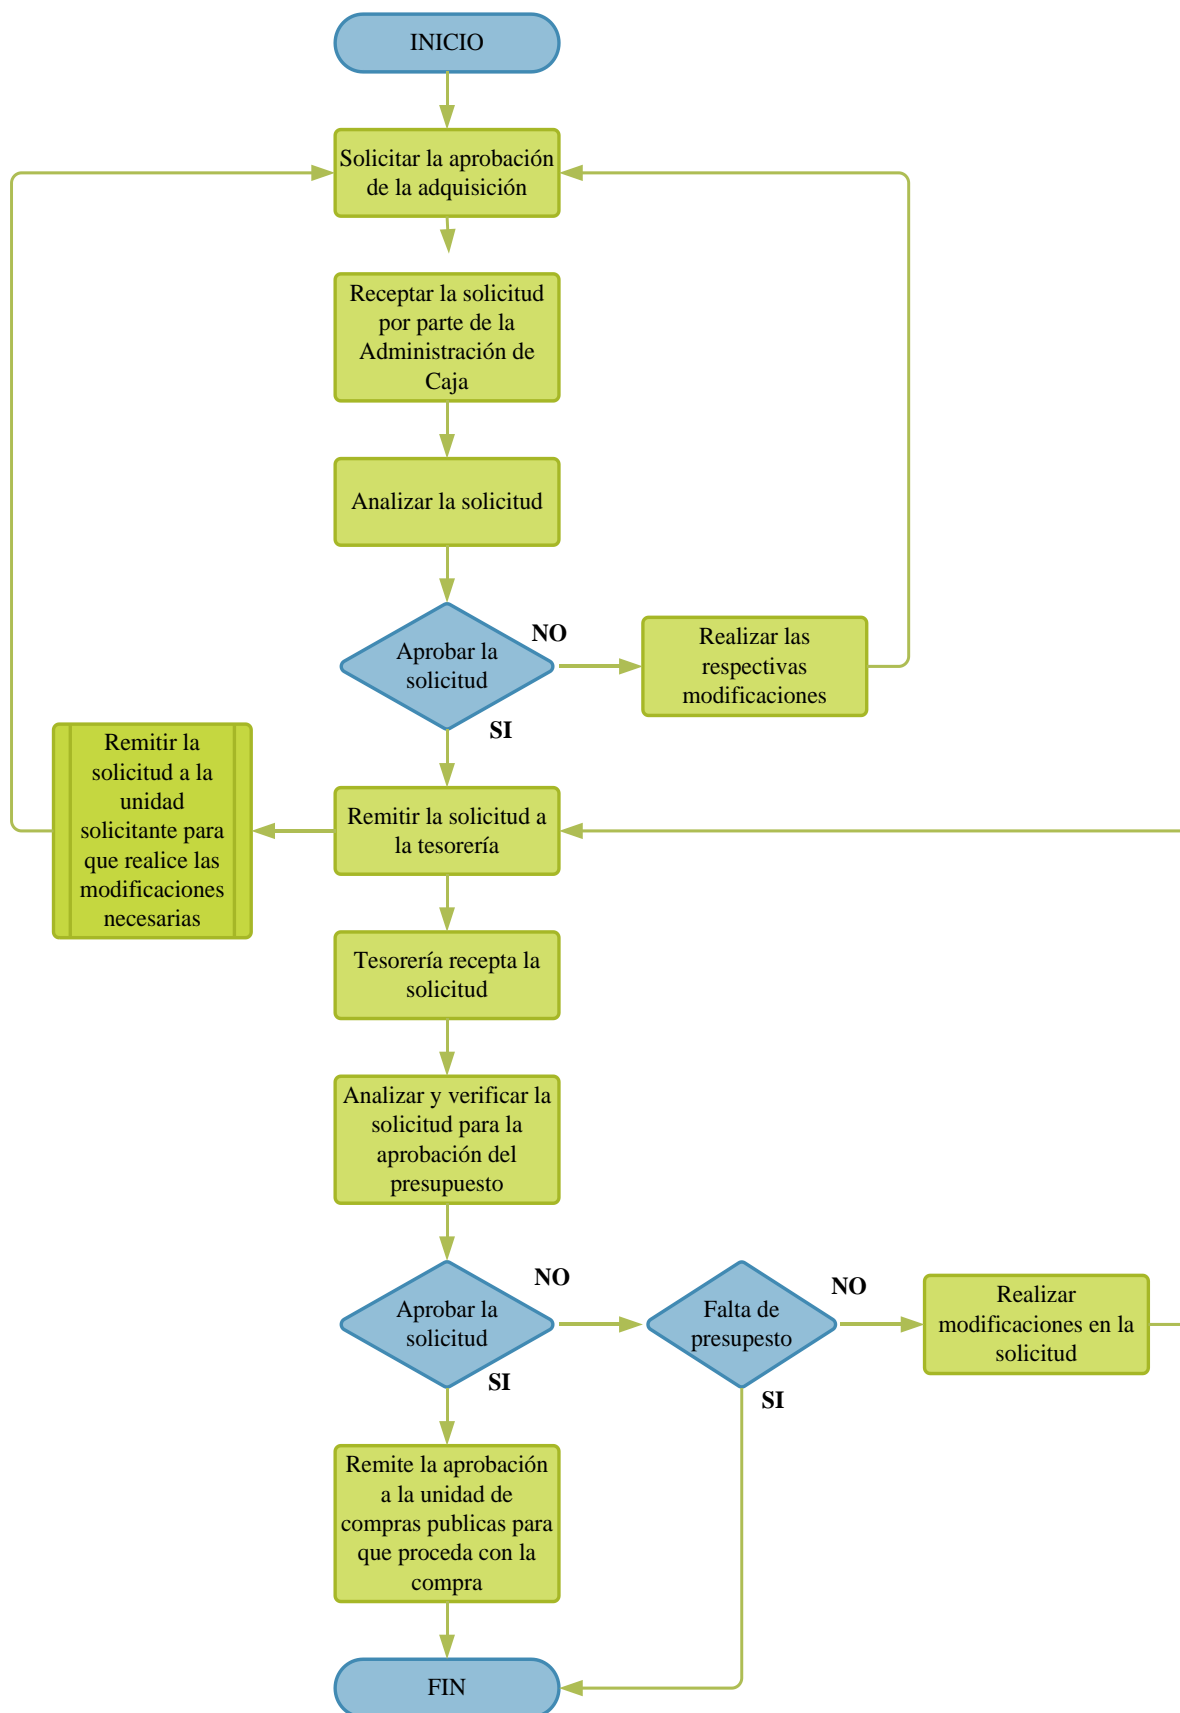 INICIO
Solicitar la aprobación
de la adquisición
Receptar la solicitud
por parte de la
Administración de
Caja
Analizar la solicitud
Aprobar la
solicitud
NO
Realizar las
respectivas
modificaciones
SI
Remitir la
solicitud a la
unidad
solicitante para
que realice las
modificaciones
necesarias
Remitir la solicitud a
la tesorería
Tesorería recepta la
solicitud
Analizar y verificar la
solicitud para la
aprobación del
presupuesto
Aprobar la
solicitud
NO
Falta de
presupesto
NO
Realizar
modificaciones en la
solicitud
SI
SI
Remite la aprobación
a la unidad de
compras publicas para
que proceda con la
compra
FIN